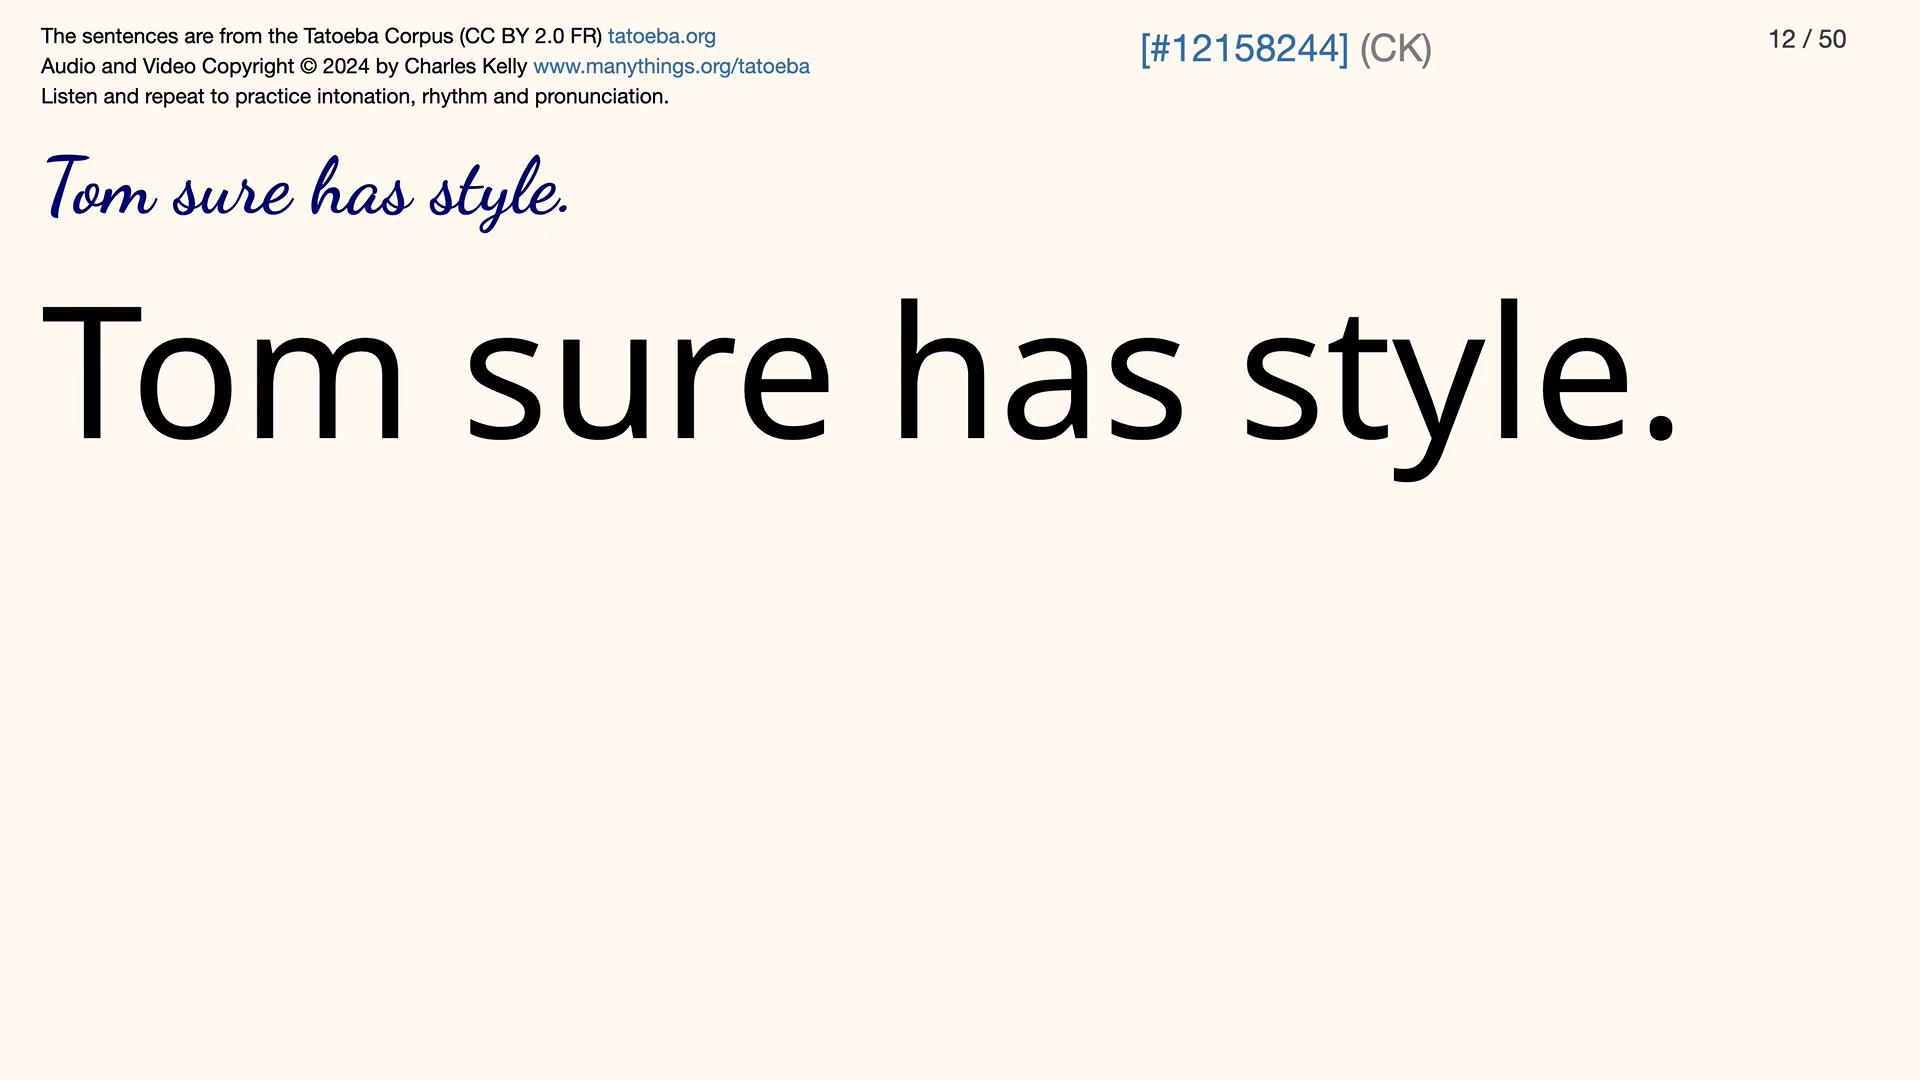 The sentences are from the Tatoeba Corpus (CC BY 2.0 FR) tatoeba.org
Audio and Video Copyright © 2024 by Charles Kelly www.manythings.org/tatoeba
Listen and repeat to practice intonation, rhythm and pronunciation.
[#12158244] (CK)
12 / 50
Tom sure has style.
Tom sure has style.